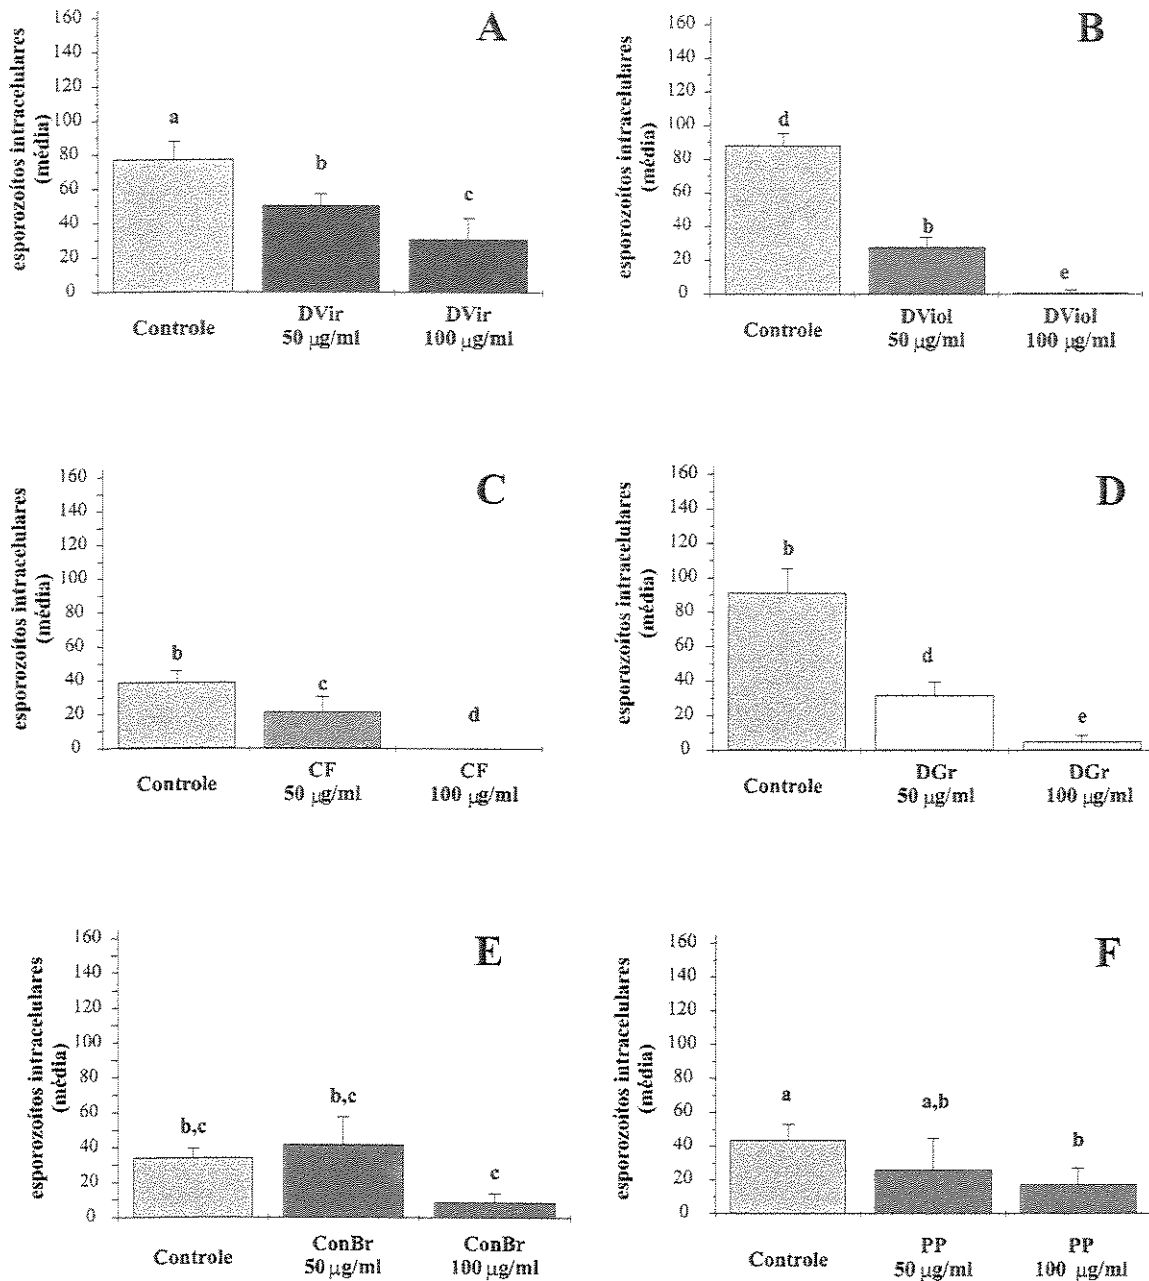 A
esporozoítos intracelulares
(média)
160
140
120
100
80
60
40
20
0
a
b
c
Controle
DVir
50 µg/ml
DVir
100 µg/ml
B
esporozoítos intracelulares
(média)
160
140
120
100
80
60
40
20
0
d
b
e
Controle
DViol
50 µg/ml
DViol
100 µg/ml
C
esporozoítos intracelulares
(média)
160
140
120
100
80
60
40
20
0
b
c
d
Controle
CF
50 µg/ml
CF
100 µg/ml
D
esporozoítos intracelulares
(média)
160
140
120
100
80
60
40
20
0
b
d
e
Controle
DGr
50 µg/ml
DGr
100 µg/ml
E
esporozoítos intracelulares
(média)
160
140
120
100
80
60
40
20
0
b,c
b,c
c
Controle
ConBr
50 µg/ml
ConBr
100 µg/ml
F
esporozoítos intracelulares
(média)
160
140
120
100
80
60
40
20
0
a
a,b
b
Controle
PP
50 µg/ml
PP
100 µg/ml